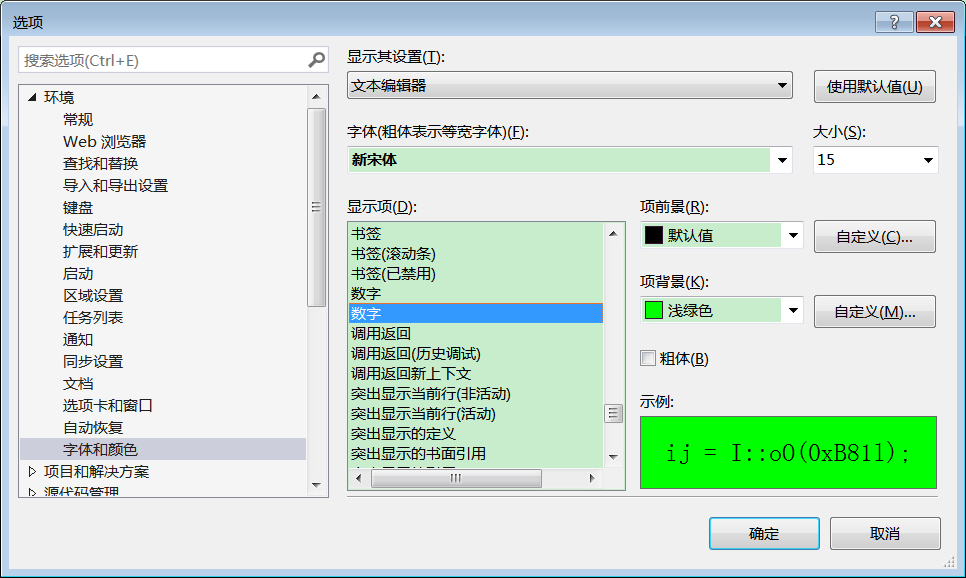 选项
搜索选项(Ctrl+E)
环境
常规
Web 浏览器
查找和替换
导入和导出设置
键盘
快速启动
扩展和更新
启动
区域设置
任务列表
通知
同步设置
文档
选项卡和窗口
自动恢复
字体和颜色
项目和解决方案
源代码管理
显示其设置(T):
文本编辑器
使用默认值(U)
字体(粗体表示等宽字体)(F):
新宋体
大小(S):
15
显示项(D):
书签
书签(滚动条)
书签(已禁用)
数字
数字
调用返回
调用返回(历史调试)
调用返回新上下文
突出显示当前行(非活动)
突出显示当前行(活动)
突出显示的定义
突出显示的书面引用
项前景(R):
默认值
自定义(C)...
项背景(K):
浅绿色
自定义(M)...
粗体(B)
示例:
ij = I::oO(0xB81l);
确定
取消